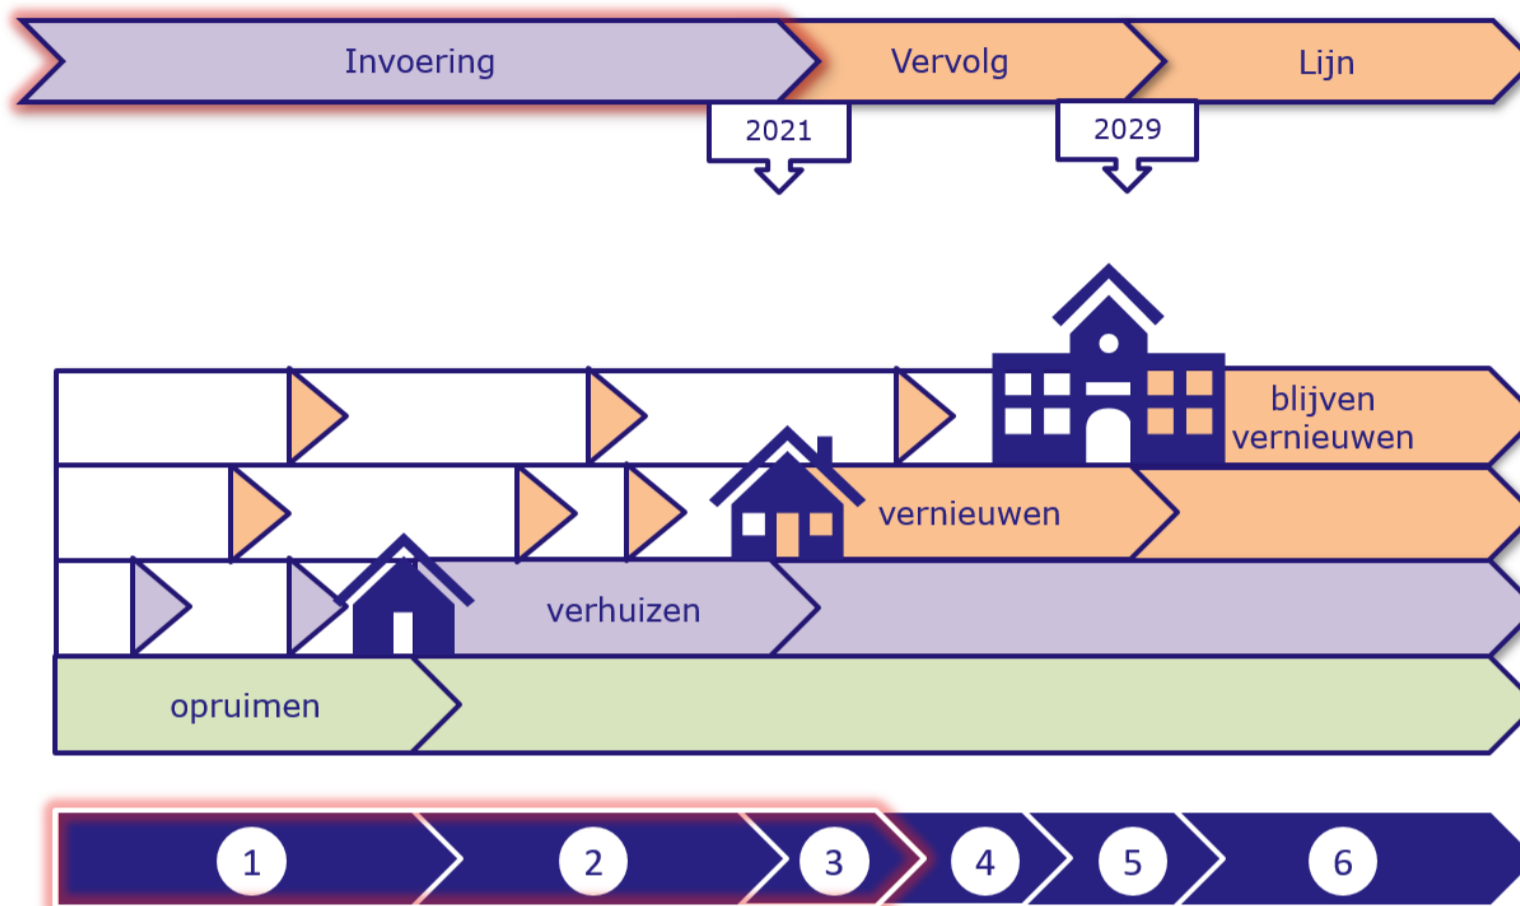 Invoering
Vervolg
Lijn
2021
2029
blijven
vernieuwen
vernieuwen
verhuizen
opruimen
1
2
3
4
5
6